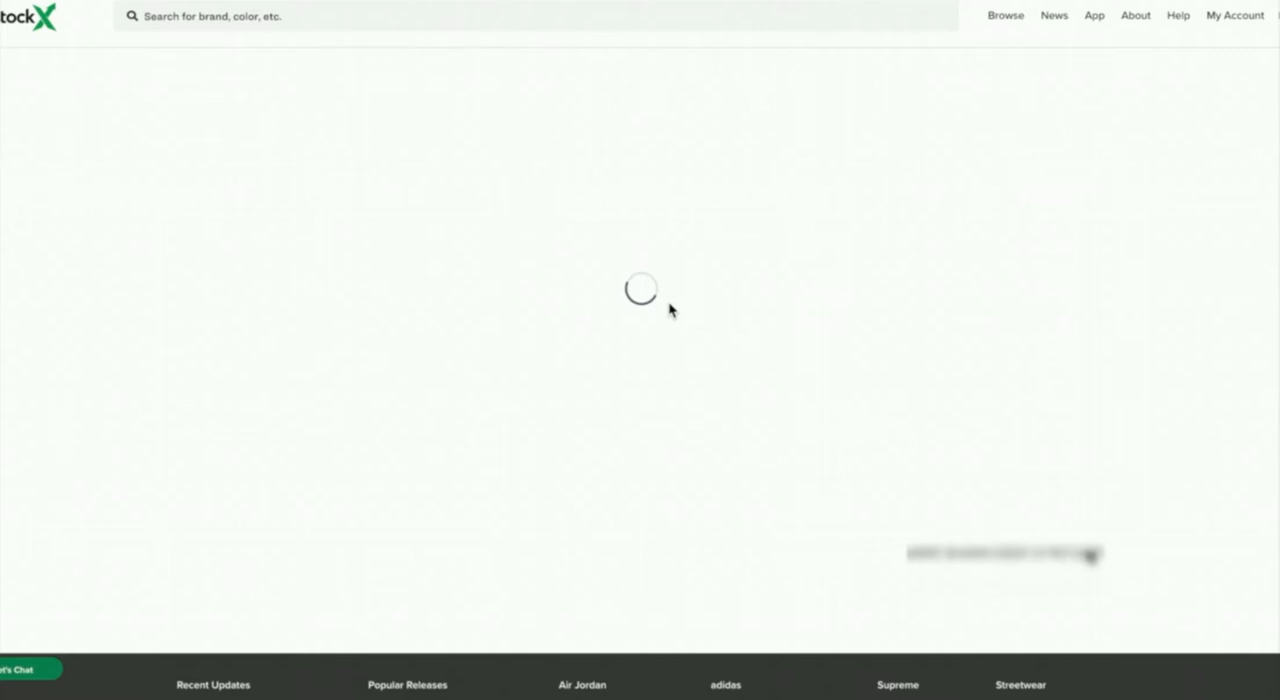 tockX
Search for brand, color, etc.
Browse News App About Help My Account
et's Chat
Recent Updates Popular Releases Air Jordan adidas Supreme Streetwear